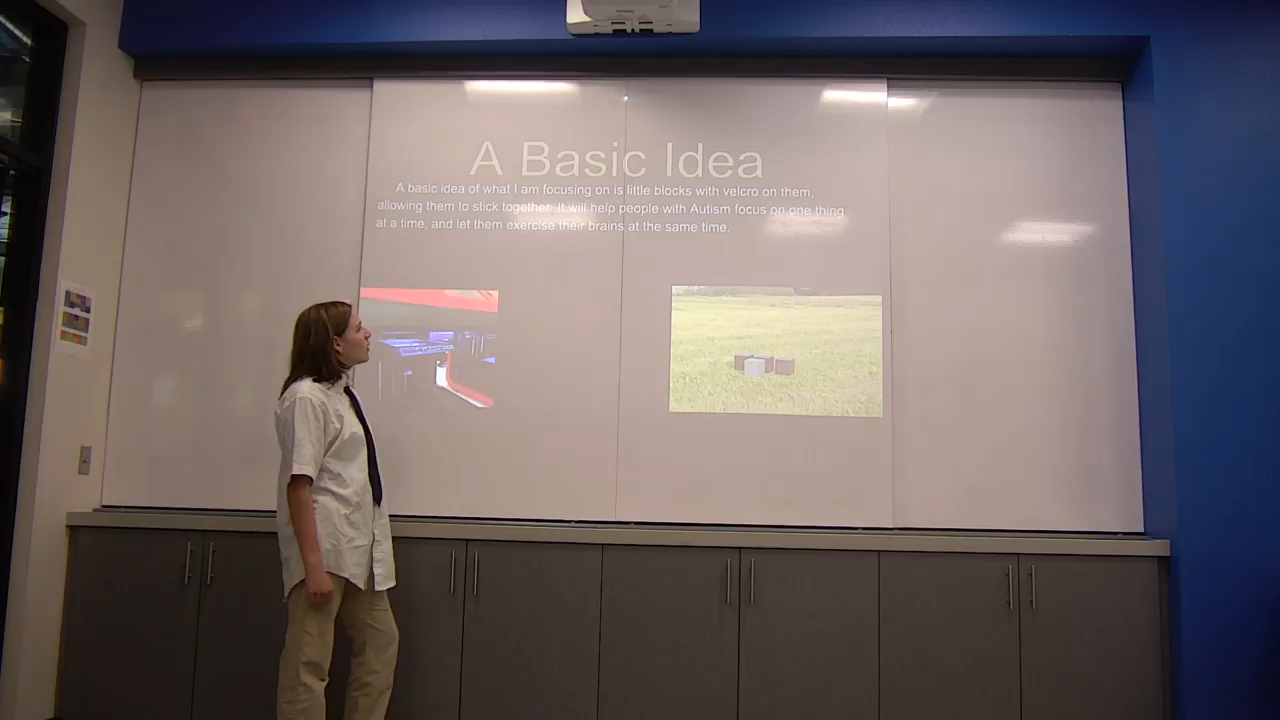 A Basic Idea
A basic idea of what I am focusing on is little blocks with velcro on them,
allowing them to stick together. It will help people with Autism focus on one thing
at a time, and let them exercise their brains at the same time.